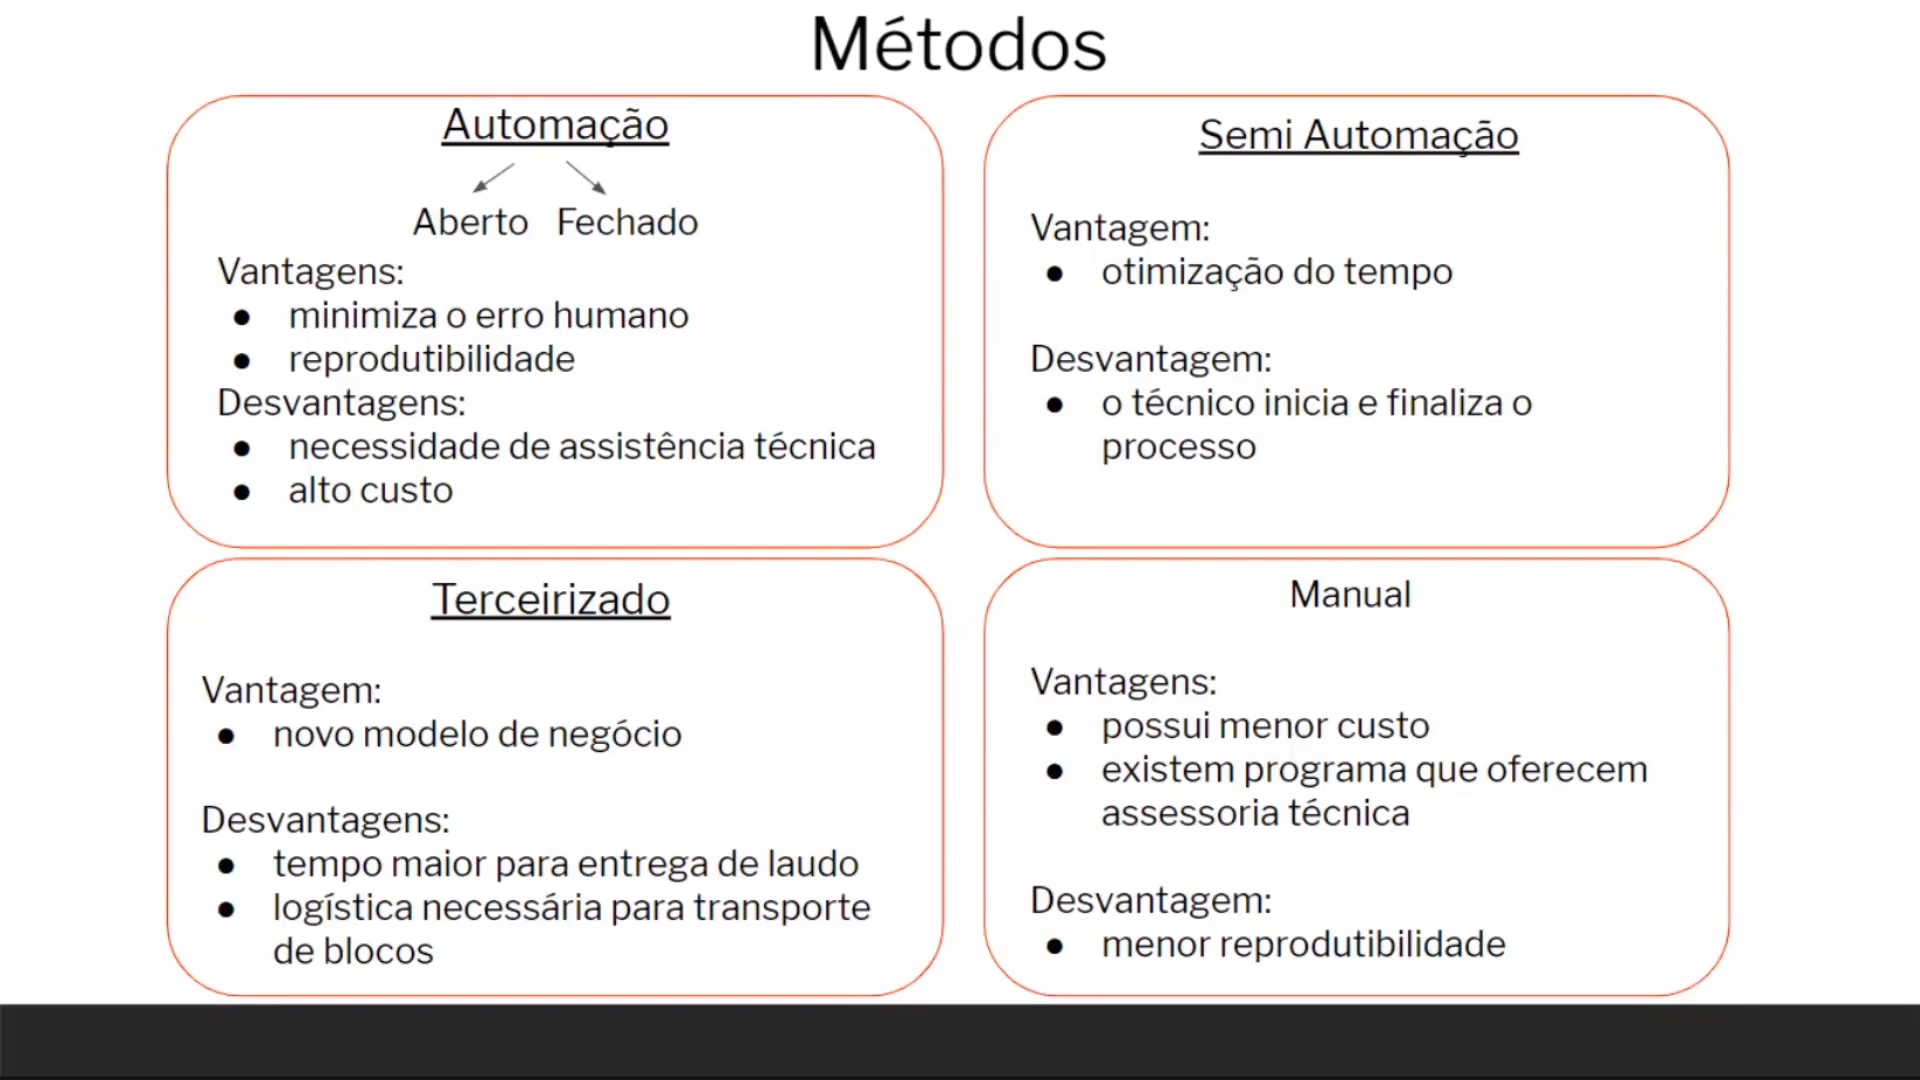 Métodos
Automação
Aberto Fechado
Vantagens:
● minimiza o erro humano
● reprodutibilidade
Desvantagens:
● necessidade de assistência técnica
● alto custo
Semi Automação
Vantagem:
● otimização do tempo
Desvantagem:
● o técnico inicia e finaliza o
processo
Terceirizado
Vantagem:
● novo modelo de negócio
Desvantagens:
● tempo maior para entrega de laudo
● logística necessária para transporte
de blocos
Manual
Vantagens:
● possui menor custo
● existem programa que oferecem
assessoria técnica
Desvantagem:
● menor reprodutibilidade